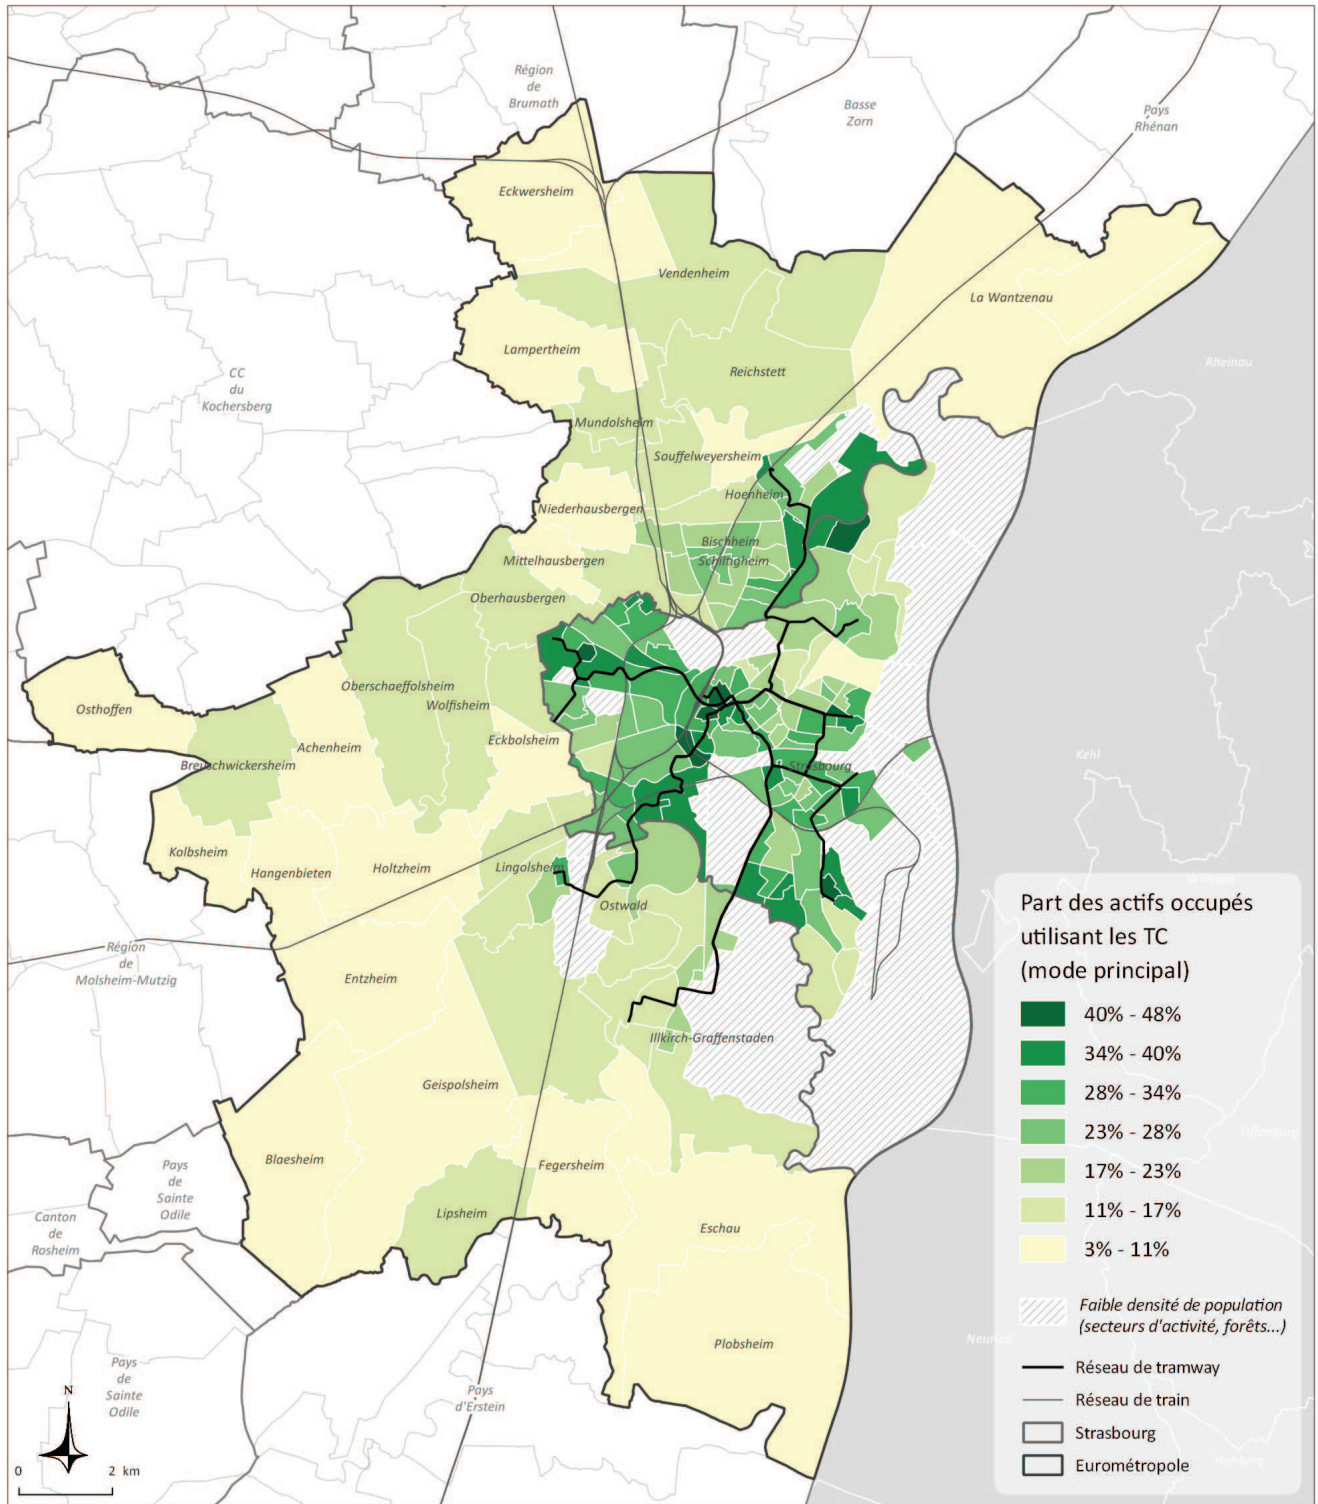 Région
de
Brumath
Basse
Zorn
Pays
Rhénan
Eckwersheim
Vendenheim
La Wantzenau
Lampertheim
Reichstett
Rheinau
CC
du
Kochersberg
Mundolsheim
Souffelweyersheim
Hoenheim
Niederhausbergen
Bischheim
Mittelhausbergen
Schiltigheim
Oberhausbergen
Oberschaeffolsheim
Wolfisheim
Osthoffen
Achenheim
Eckbolsheim
Breuschwickersheim
Strasbourg
Kehl
Kolbsheim
Hangenbieten
Holtzheim
Lingolsheim
Ostwald
Région
de
Molsheim-Mutzig
Entzheim
Illkirch-Graffenstaden
Geispolsheim
Blaesheim
Fegersheim
Pays
de
Sainte
Odile
Lipsheim
Canton
de
Rosheim
Eschau
Plobsheim
Pays
de
Sainte
Odile
Pays
d'Erstein
Part des actifs occupés
utilisant les TC
(mode principal)
40% - 48%
34% - 40%
28% - 34%
23% - 28%
17% - 23%
11% - 17%
3% - 11%
Faible densité de population
(secteurs d'activité, forêts...)
Réseau de tramway
Réseau de train
Strasbourg
Eurométropole
Offenburg
Hohberg
N
0 2 km